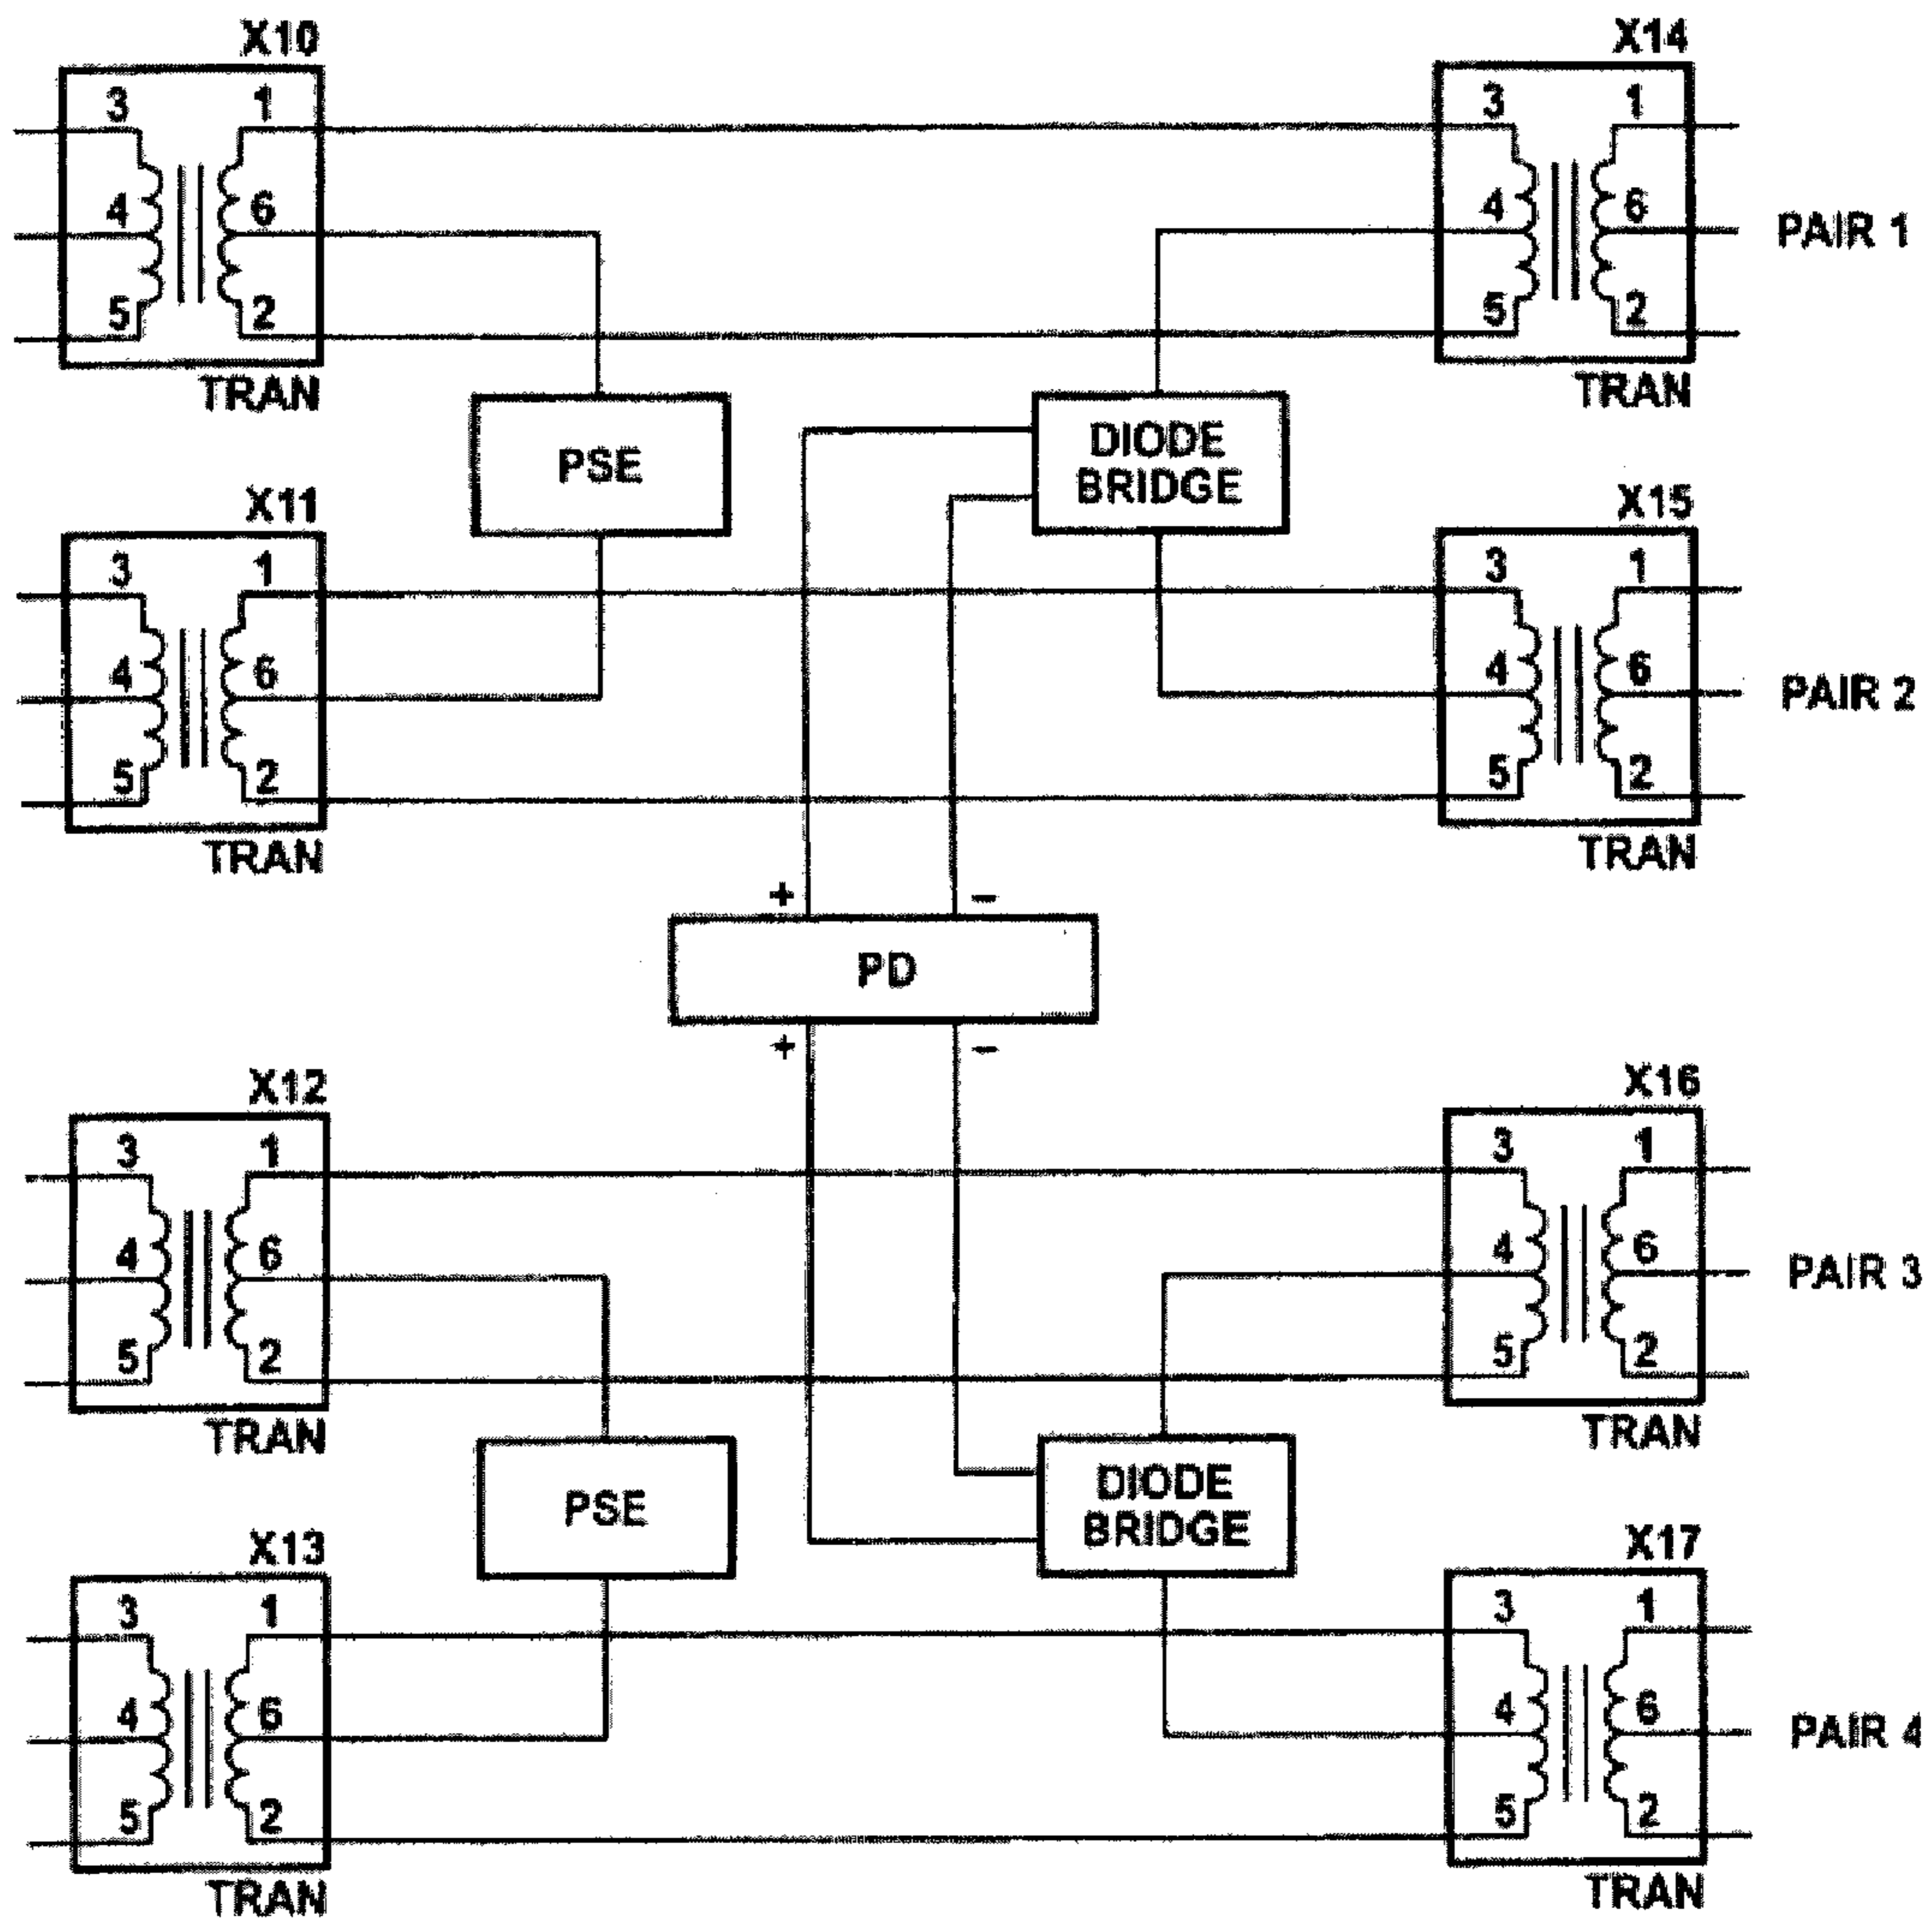 X10
X14
3 1
3 1
4 6
4 6
PAIR 1
5 2
5 2
TRAN
TRAN
PSE
DIODE
BRIDGE
X11
X15
3 1
3 1
4 6
4 6
PAIR 2
5 2
5 2
TRAN
TRAN
+ −
PD
+ −
X12
X16
3 1
3 1
4 6
4 6
PAIR 3
5 2
5 2
TRAN
TRAN
PSE
DIODE
BRIDGE
X13
X17
3 1
3 1
4 6
4 6
PAIR 4
5 2
5 2
TRAN
TRAN